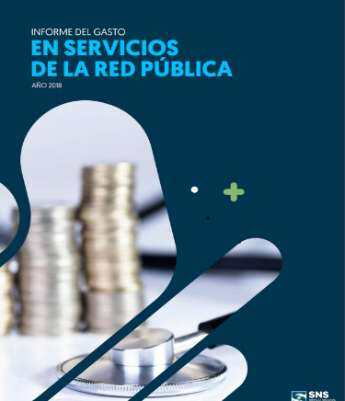 INFORME DEL GASTO
EN SERVICIOS
DE LA RED PÚBLICA
AÑO 2018
SNS